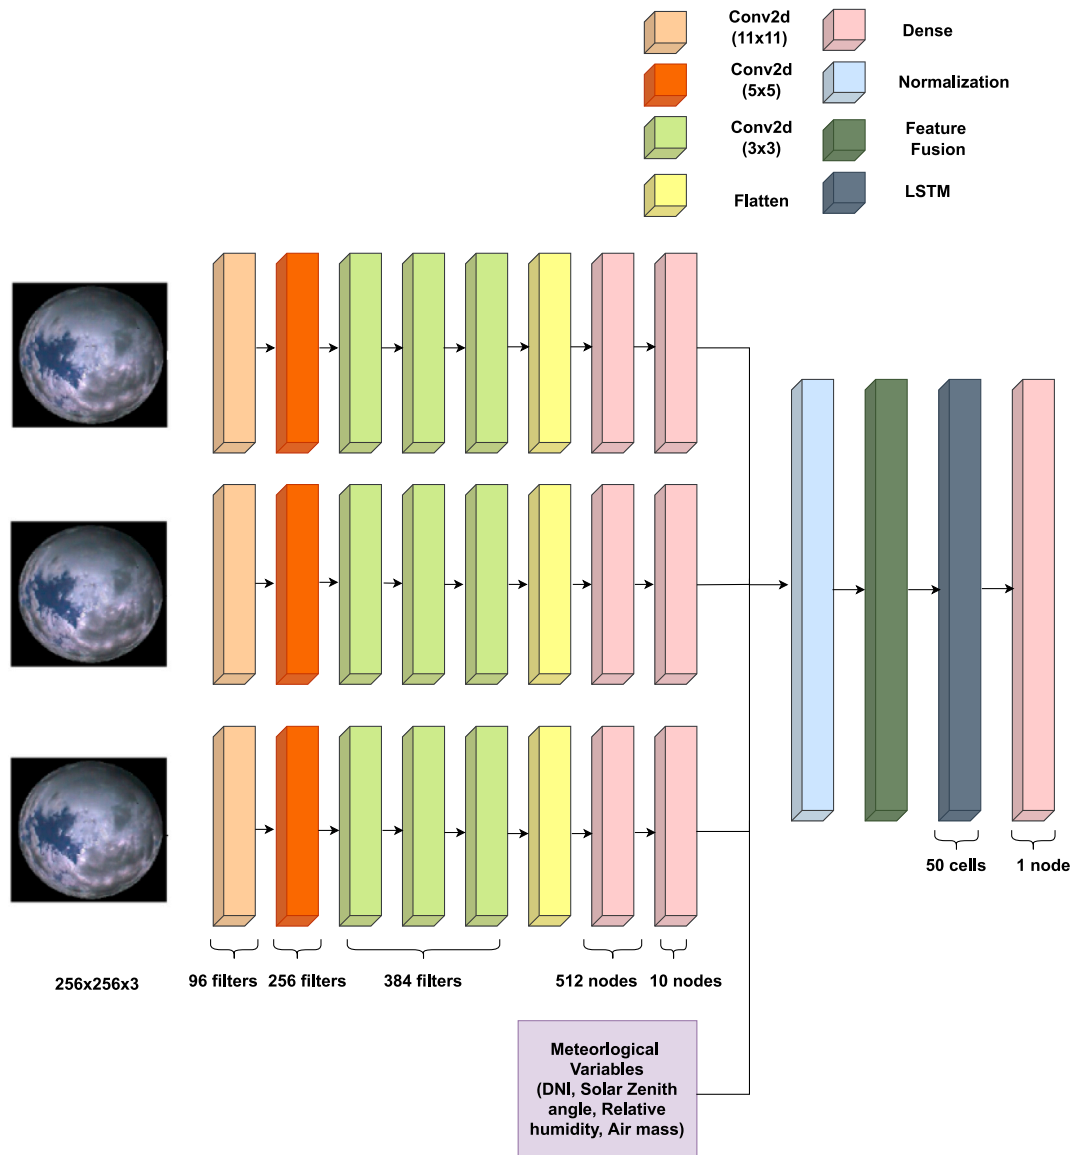 Conv2d
(11x11)
Dense
Conv2d
(5x5)
Normalization
Conv2d
(3x3)
Feature
Fusion
Flatten
LSTM
50 cells
1 node
256x256x3
96 filters
256 filters
384 filters
512 nodes
10 nodes
Meteorlogical
Variables
(DNI, Solar Zenith
angle, Relative
humidity, Air mass)